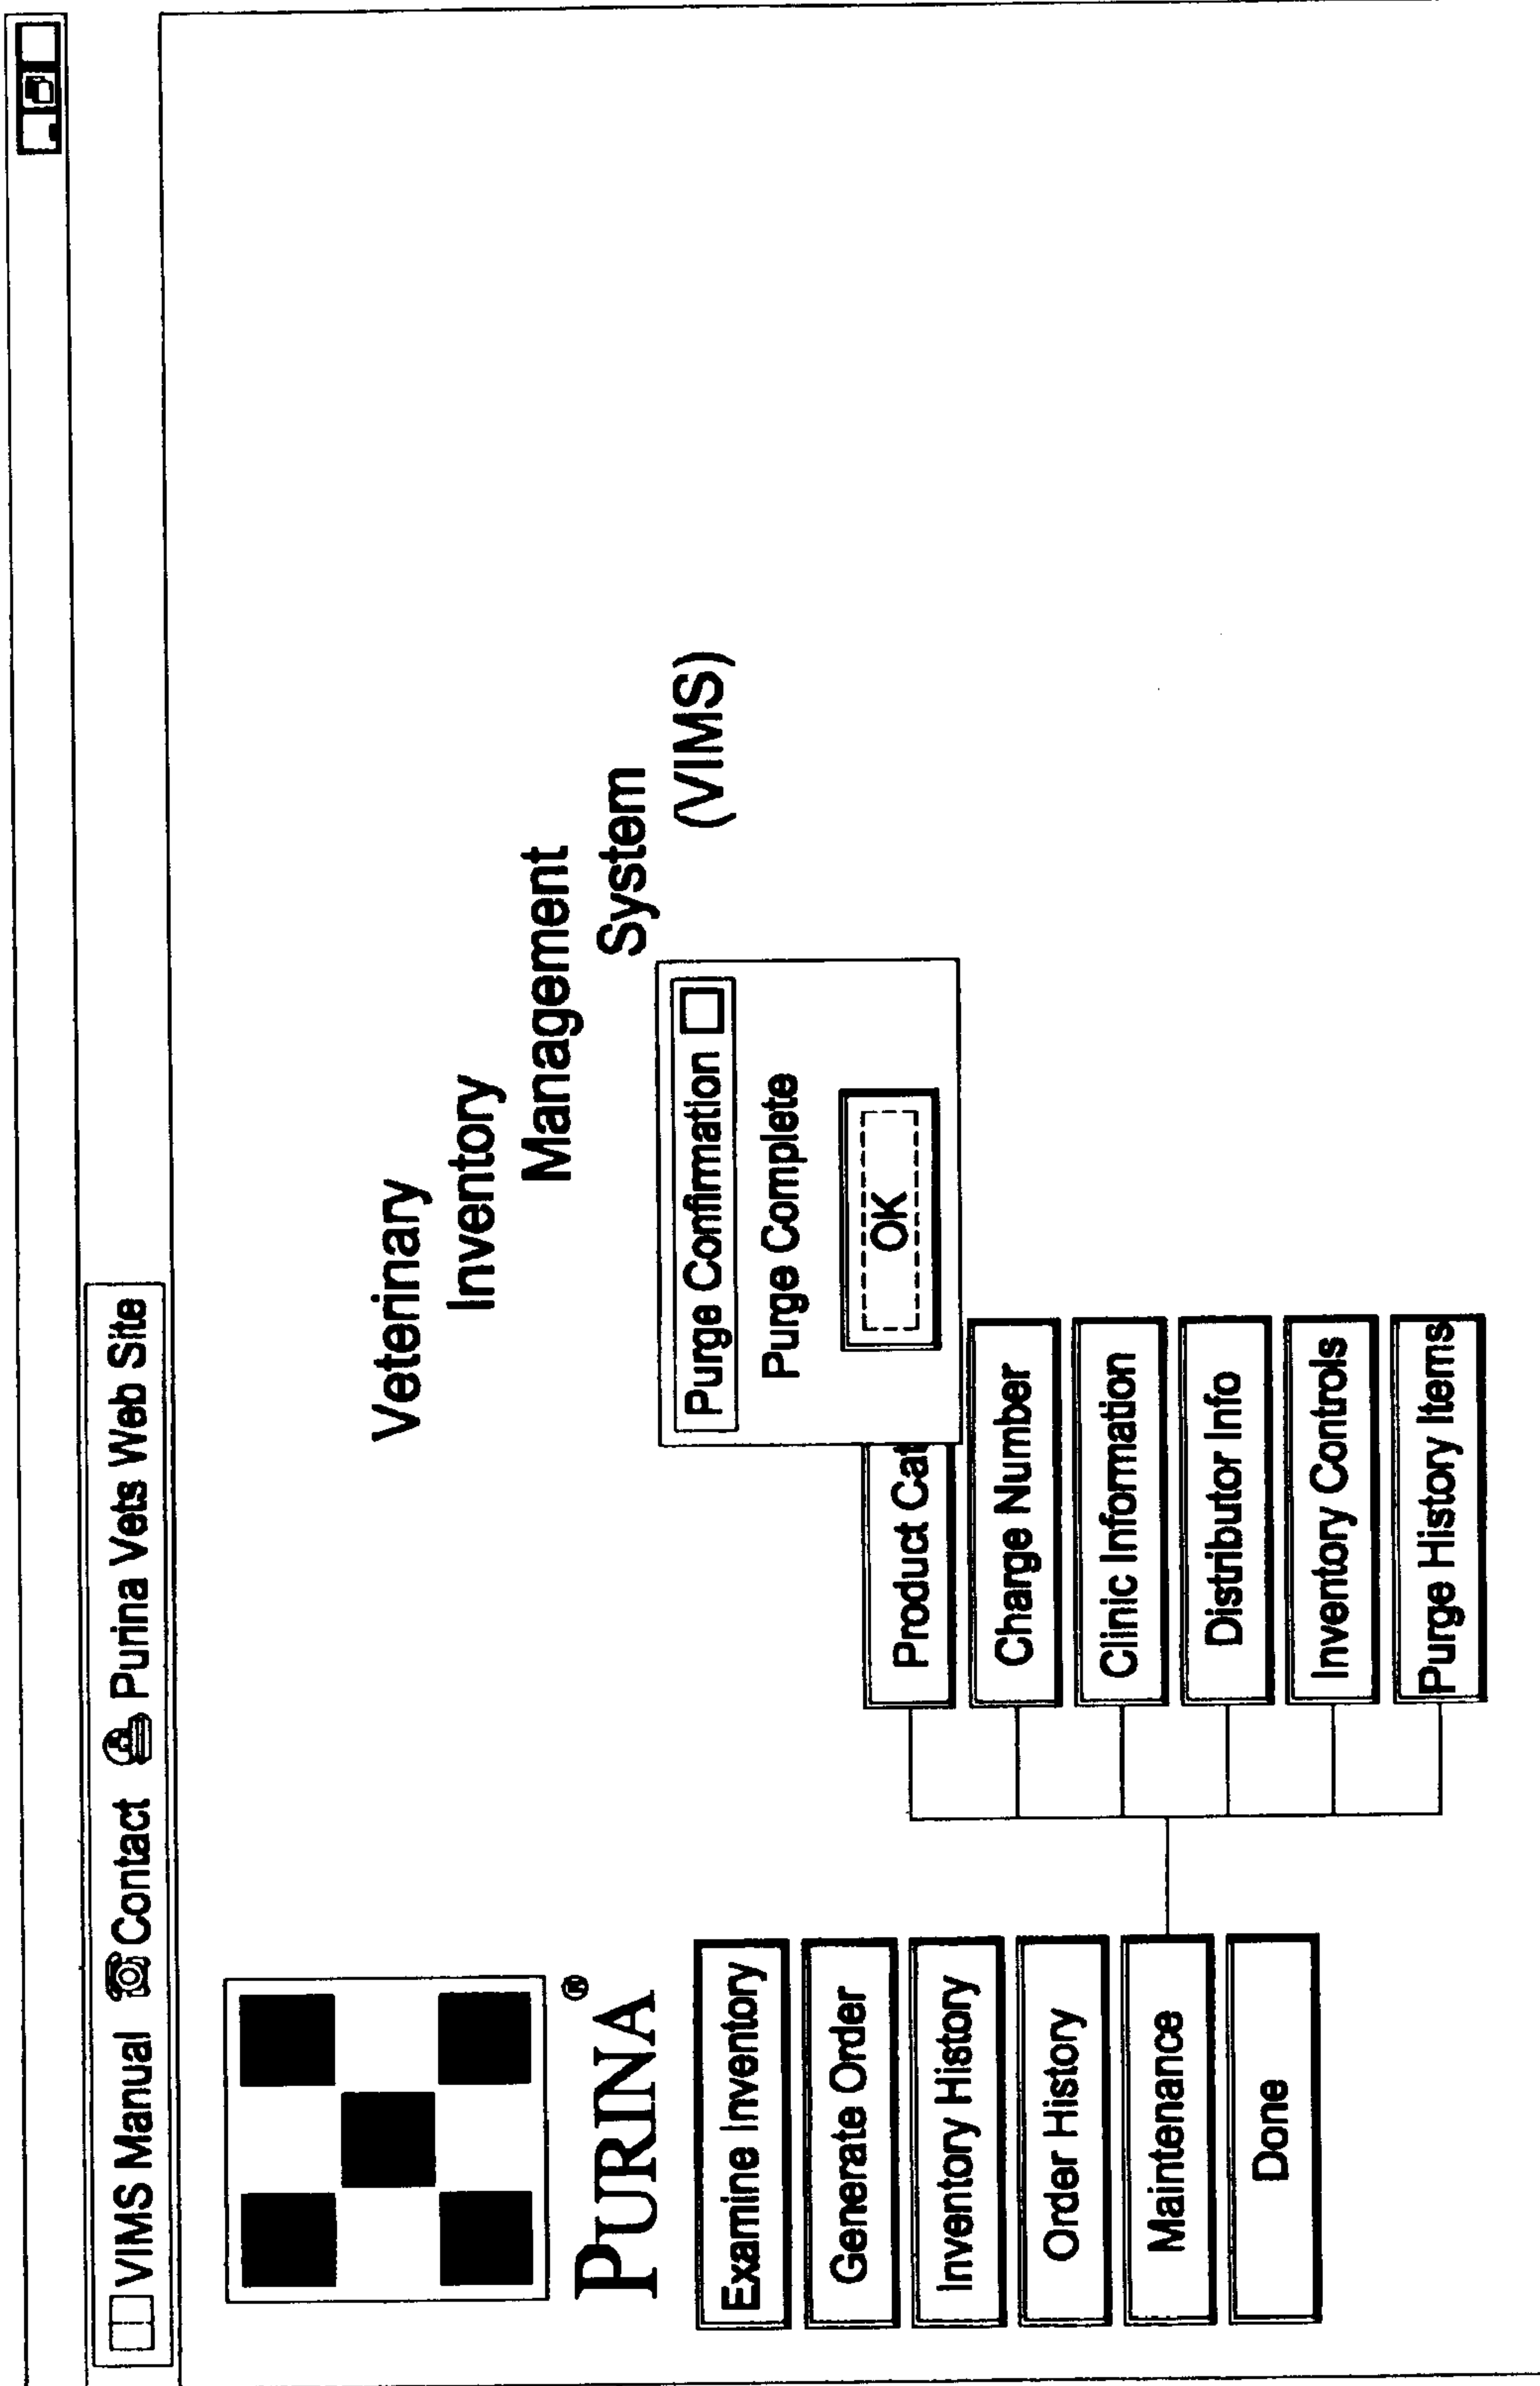 VIMS Manual Contact Purina Vets Web Site
PURINA®
Veterinary
Inventory
Management
System
(VIMS)
Examine Inventory
Generate Order
Inventory History
Order History
Maintenance
Done
Purge Confirmation
Purge Complete
OK
Product Cat
Charge Number
Clinic Information
Distributor Info
Inventory Controls
Purge History Items